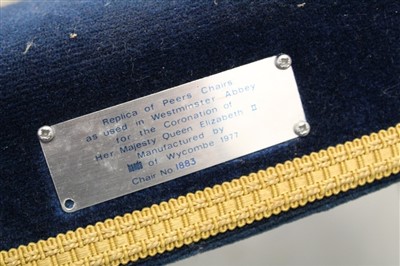 Replica of Peers Chairs
as used in Westminster Abbey
for the Coronation of
Her Majesty Queen Elizabeth II
Manufactured by
of Wycombe 1977
Chair No 1883